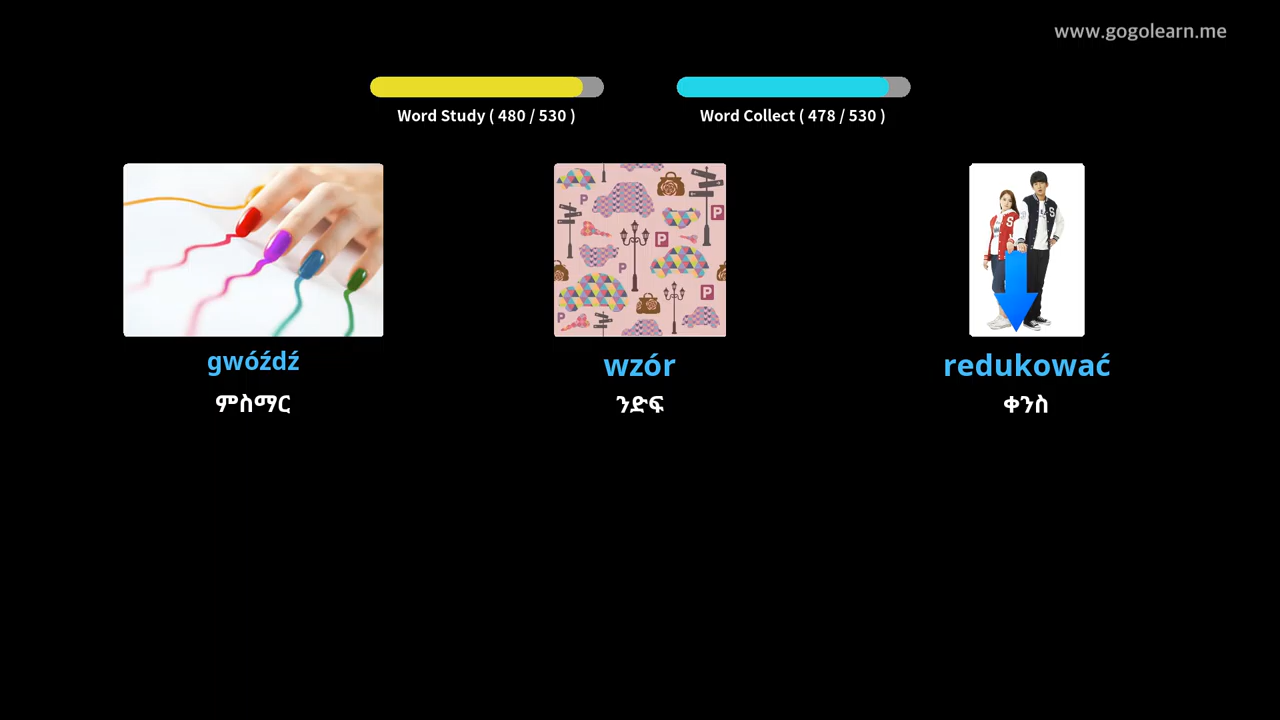 www.gogolearn.me
Word Study ( 480 / 530 )
Word Collect ( 478 / 530 )
gwóźdź
wzór
redukować
ምስማር
ንድፍ
ቀንስ